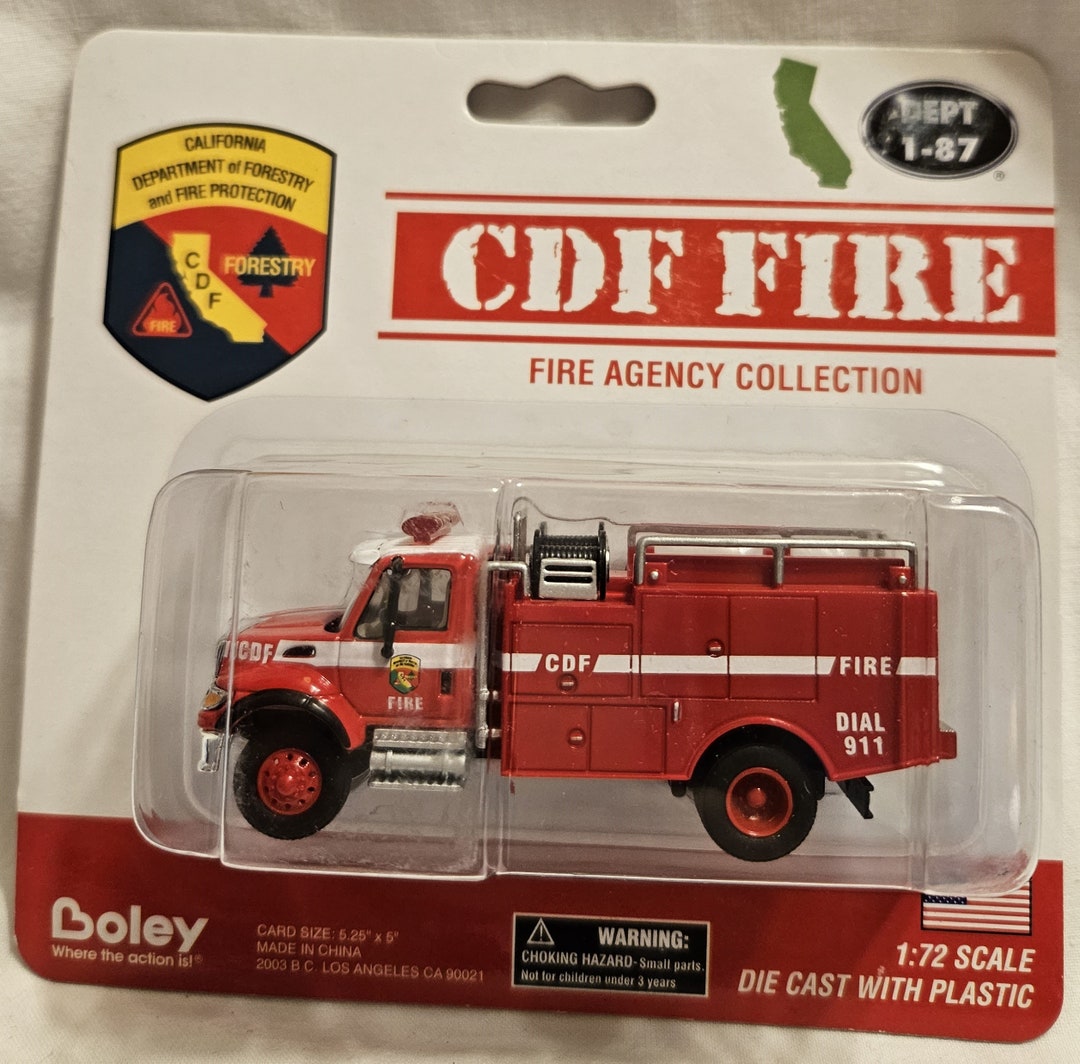 CALIFORNIA
DEPARTMENT of FORESTRY
and FIRE PROTECTION
CDF
FORESTRY
FIRE
DEPT
1-87
®
CDF FIRE
FIRE AGENCY COLLECTION
CDF
FIRE
CDF
FIRE
DIAL
911
Boley
Where the action is!®
CARD SIZE: 5.25" x 5"
MADE IN CHINA
2003 B.C. LOS ANGELES CA 90021
WARNING:
CHOKING HAZARD-Small parts.
Not for children under 3 years
1:72 SCALE
DIE CAST WITH PLASTIC